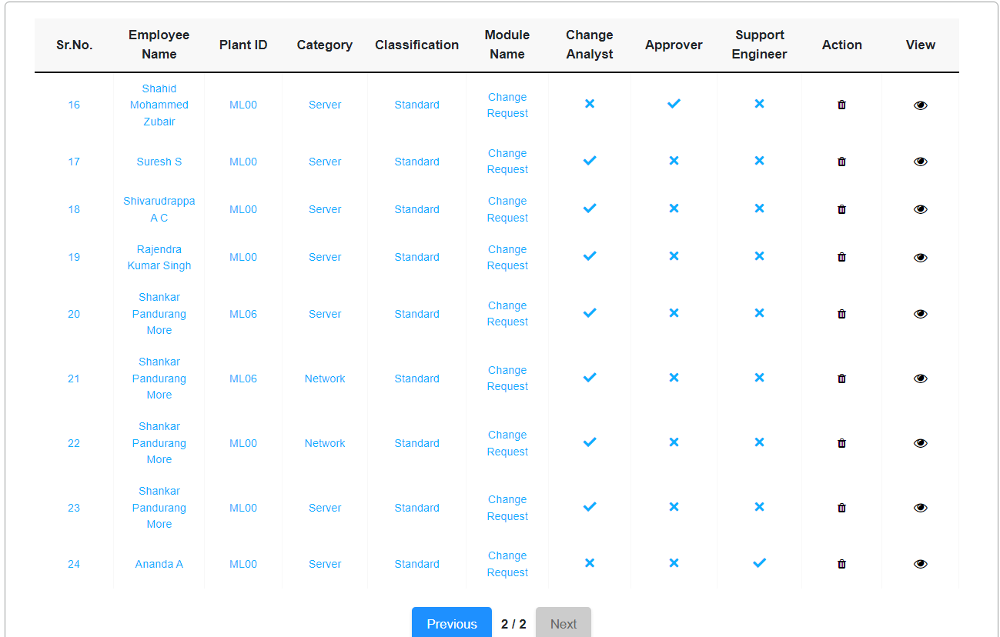 Sr.No. Employee Name Plant ID Category Classification Module Name Change Analyst Approver Support Engineer Action View
16 Shahid Mohammed Zubair ML00 Server Standard Change Request
17 Suresh S ML00 Server Standard Change Request
18 Shivarudrappa A C ML00 Server Standard Change Request
19 Rajendra Kumar Singh ML00 Server Standard Change Request
20 Shankar Pandurang More ML06 Server Standard Change Request
21 Shankar Pandurang More ML06 Network Standard Change Request
22 Shankar Pandurang More ML00 Network Standard Change Request
23 Shankar Pandurang More ML00 Server Standard Change Request
24 Ananda A ML00 Server Standard Change Request
Previous 2 / 2 Next